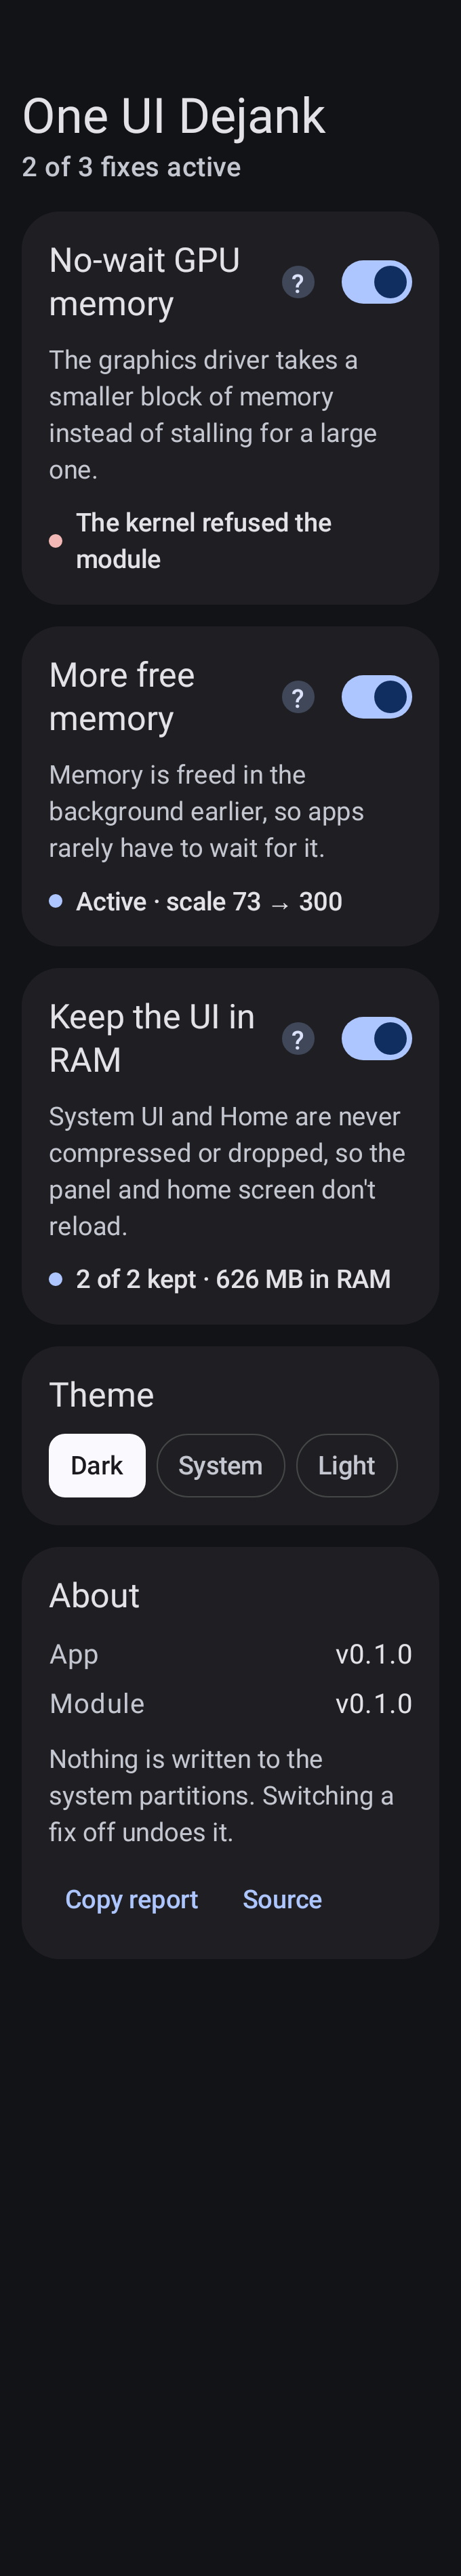 One UI Dejank
2 of 3 fixes active
No-wait GPU
memory
?
The graphics driver takes a
smaller block of memory
instead of stalling for a large
one.
The kernel refused the
module
More free
memory
?
Memory is freed in the
background earlier, so apps
rarely have to wait for it.
Active · scale 73 → 300
Keep the UI in
RAM
?
System UI and Home are never
compressed or dropped, so the
panel and home screen don't
reload.
2 of 2 kept · 626 MB in RAM
Theme
Dark System Light
About
App v0.1.0
Module v0.1.0
Nothing is written to the
system partitions. Switching a
fix off undoes it.
Copy report Source